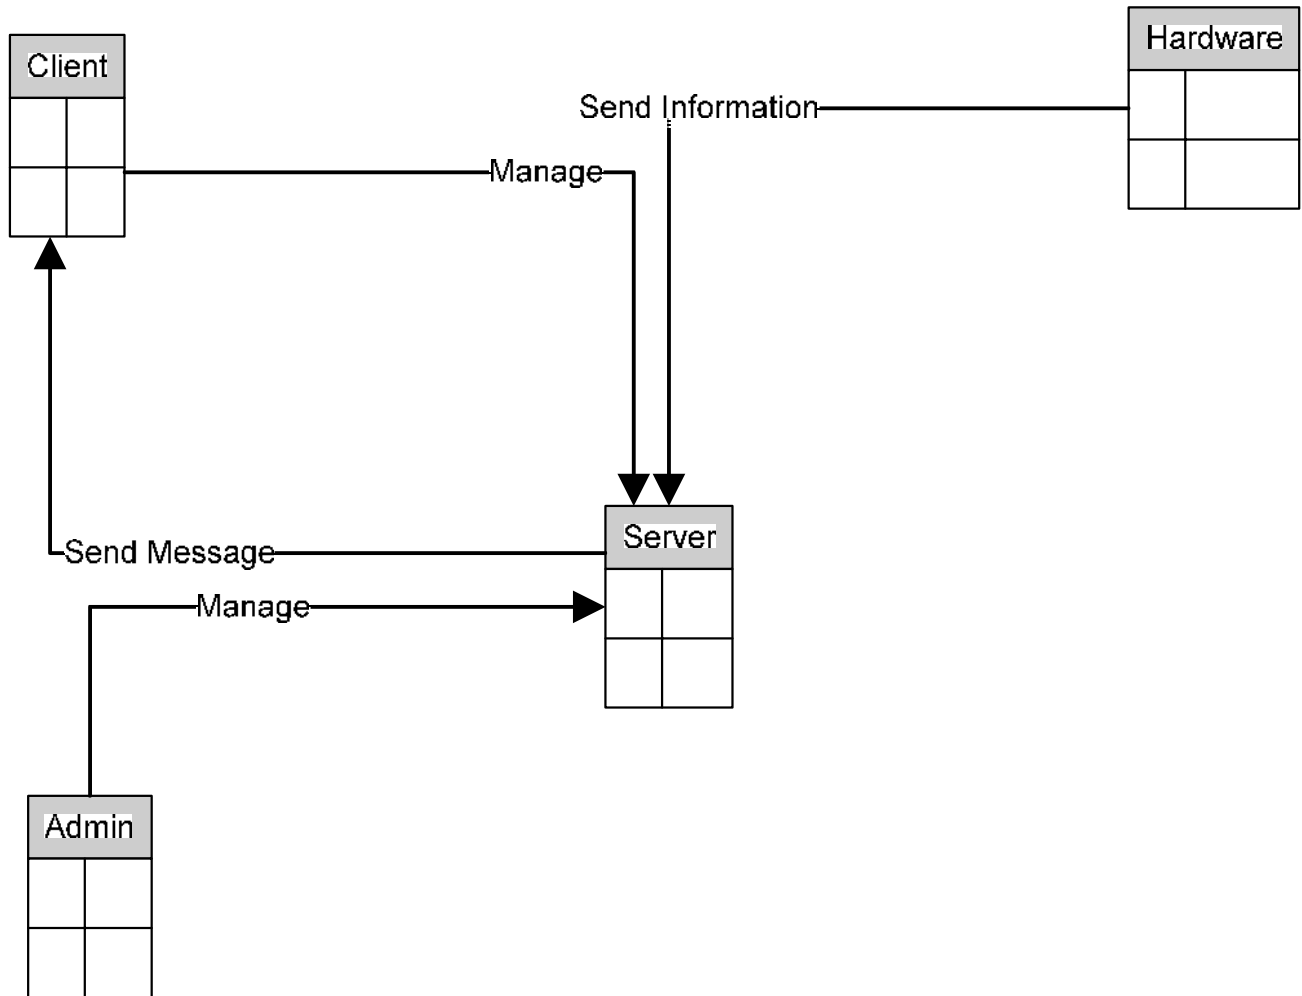 Hardware
Client
Send Information
Manage
Server
Send Message
Manage
Admin